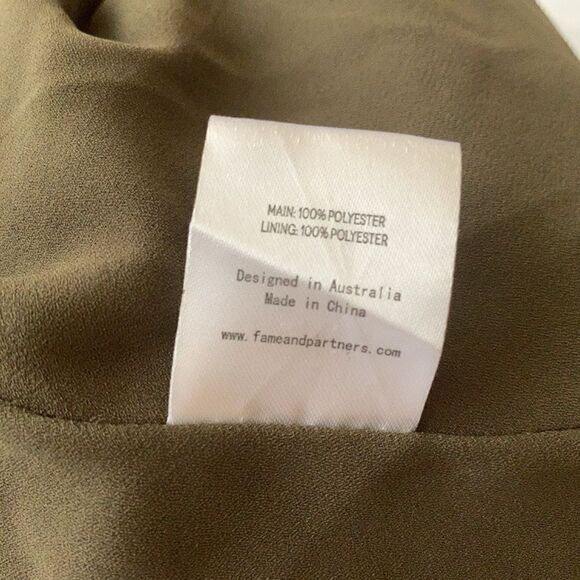 MAIN: 100% POLYESTER
LINING: 100% POLYESTER
Designed in Australia
Made in China
www. fameandpartners. com